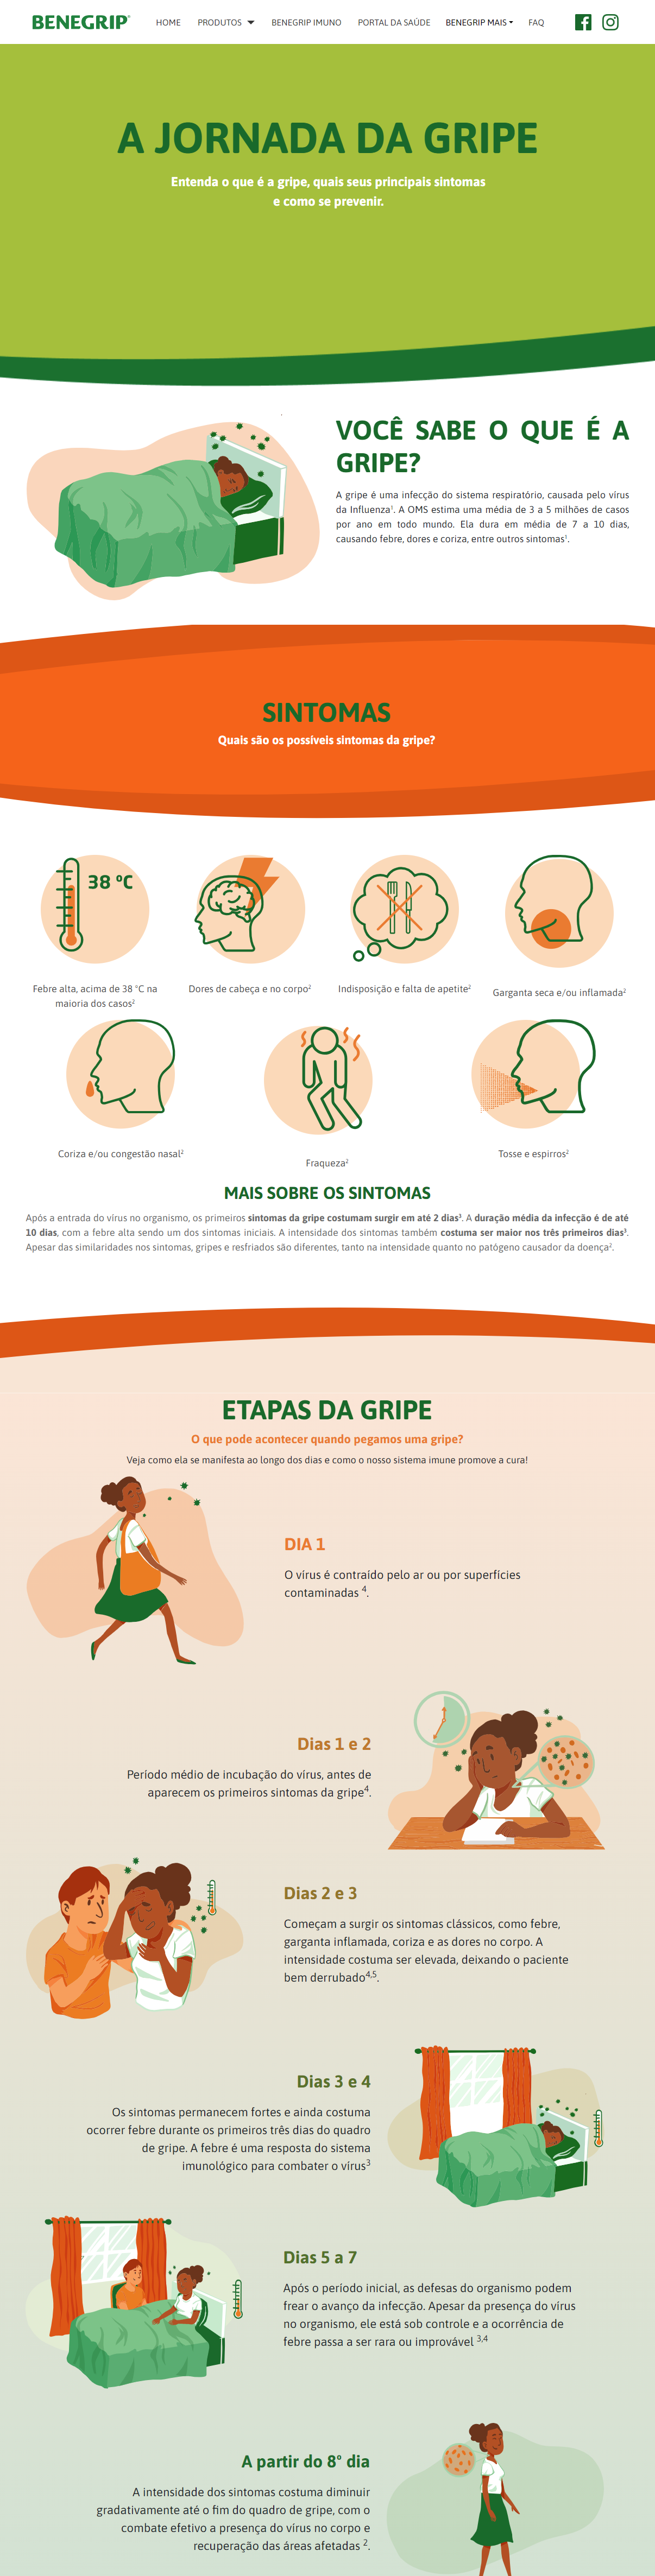 BENEGRIP®
HOME PRODUTOS BENEGRIP IMUNO PORTAL DA SAÚDE BENEGRIP MAIS FAQ
A JORNADA DA GRIPE
Entenda o que é a gripe, quais seus principais sintomas
e como se prevenir.
VOCÊ SABE O QUE É A
GRIPE?
A gripe é uma infecção do sistema respiratório, causada pelo vírus
da Influenza¹. A OMS estima uma média de 3 a 5 milhões de casos
por ano em todo mundo. Ela dura em média de 7 a 10 dias,
causando febre, dores e coriza, entre outros sintomas¹.
SINTOMAS
Quais são os possíveis sintomas da gripe?
38 ºC
Febre alta, acima de 38 °C na
maioria dos casos²
Dores de cabeça e no corpo²
Indisposição e falta de apetite²
Garganta seca e/ou inflamada²
Coriza e/ou congestão nasal²
Fraqueza²
Tosse e espirros²
MAIS SOBRE OS SINTOMAS
Após a entrada do vírus no organismo, os primeiros sintomas da gripe costumam surgir em até 2 dias³. A duração média da infecção é de até
10 dias, com a febre alta sendo um dos sintomas iniciais. A intensidade dos sintomas também costuma ser maior nos três primeiros dias³.
Apesar das similaridades nos sintomas, gripes e resfriados são diferentes, tanto na intensidade quanto no patógeno causador da doença².
ETAPAS DA GRIPE
O que pode acontecer quando pegamos uma gripe?
Veja como ela se manifesta ao longo dos dias e como o nosso sistema imune promove a cura!
DIA 1
O vírus é contraído pelo ar ou por superfícies
contaminadas ⁴.
Dias 1 e 2
Período médio de incubação do vírus, antes de
aparecem os primeiros sintomas da gripe⁴.
Dias 2 e 3
Começam a surgir os sintomas clássicos, como febre,
garganta inflamada, coriza e as dores no corpo. A
intensidade costuma ser elevada, deixando o paciente
bem derrubado⁴,⁵.
Dias 3 e 4
Os sintomas permanecem fortes e ainda costuma
ocorrer febre durante os primeiros três dias do quadro
de gripe. A febre é uma resposta do sistema
imunológico para combater o vírus³
Dias 5 a 7
Após o período inicial, as defesas do organismo podem
frear o avanço da infecção. Apesar da presença do vírus
no organismo, ele está sob controle e a ocorrência de
febre passa a ser rara ou improvável ³,⁴
A partir do 8° dia
A intensidade dos sintomas costuma diminuir
gradativamente até o fim do quadro de gripe, com o
combate efetivo a presença do vírus no corpo e
recuperação das áreas afetadas ².